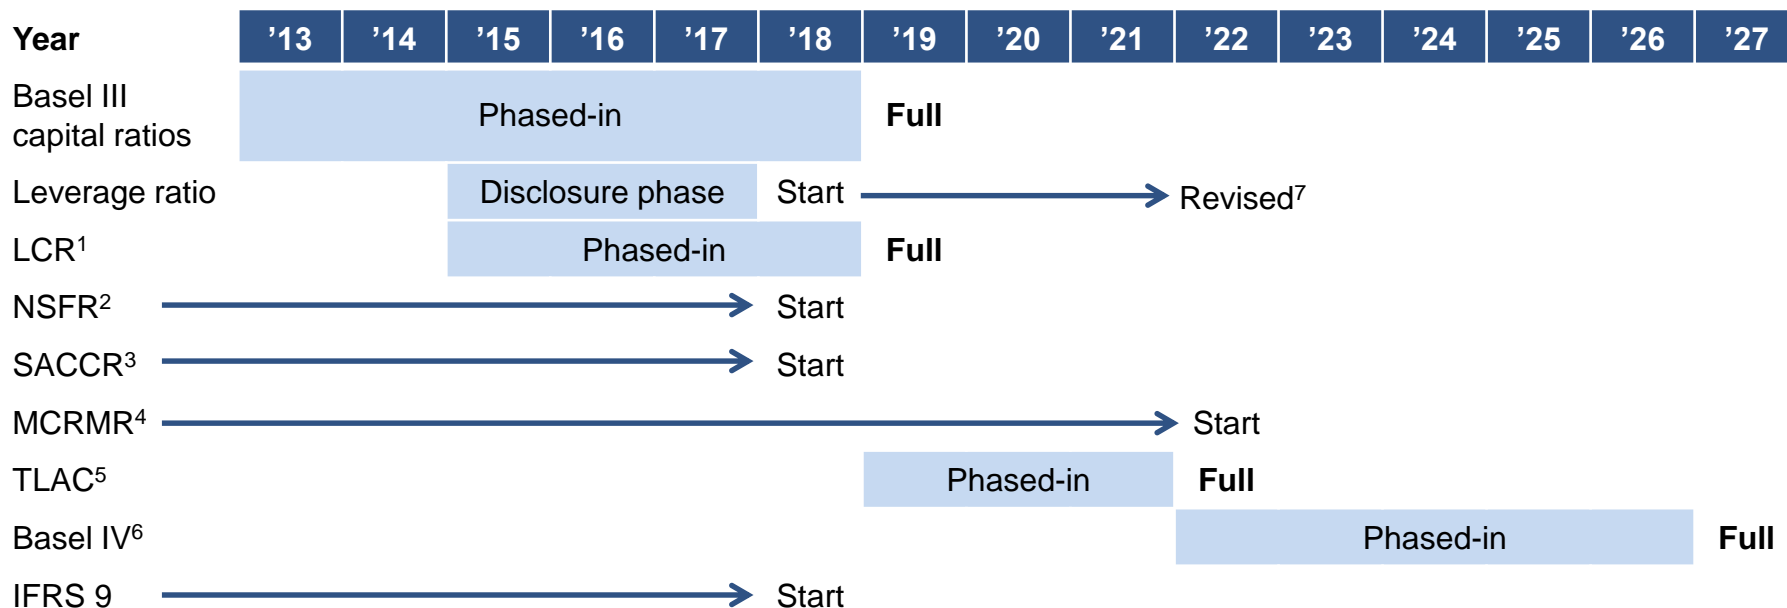 Year ’13 ’14 ’15 ’16 ’17 ’18 ’19 ’20 ’21 ’22 ’23 ’24 ’25 ’26 ’27
Basel III
capital ratios Phased-in Full
Leverage ratio Disclosure phase Start Revised⁷
LCR¹ Phased-in Full
NSFR² Start
SACCR³ Start
MCRMR⁴ Start
TLAC⁵ Phased-in Full
Basel IV⁶ Phased-in Full
IFRS 9 Start